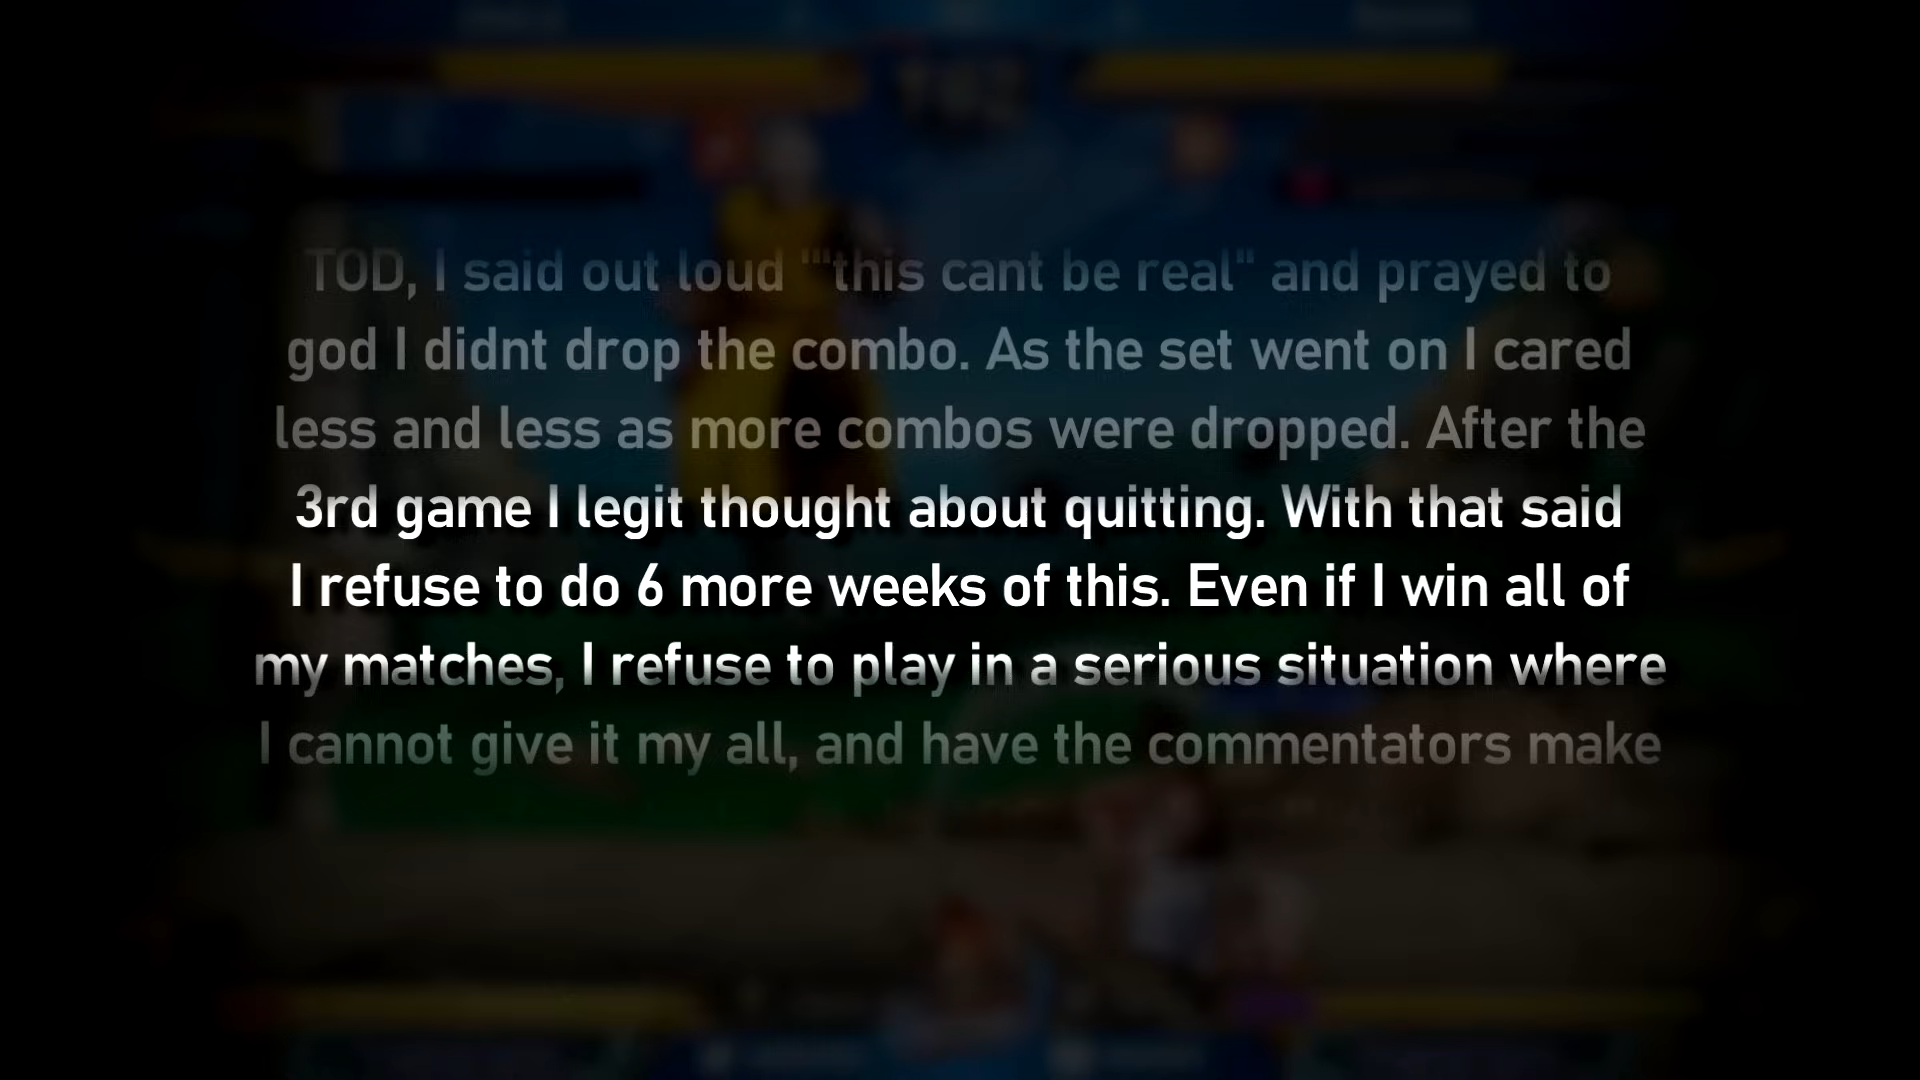 TOD, I said out loud '"this cant be real" and prayed to
god I didnt drop the combo. As the set went on I cared
less and less as more combos were dropped. After the
3rd game I legit thought about quitting. With that said
I refuse to do 6 more weeks of this. Even if I win all of
my matches, I refuse to play in a serious situation where
I cannot give it my all, and have the commentators make